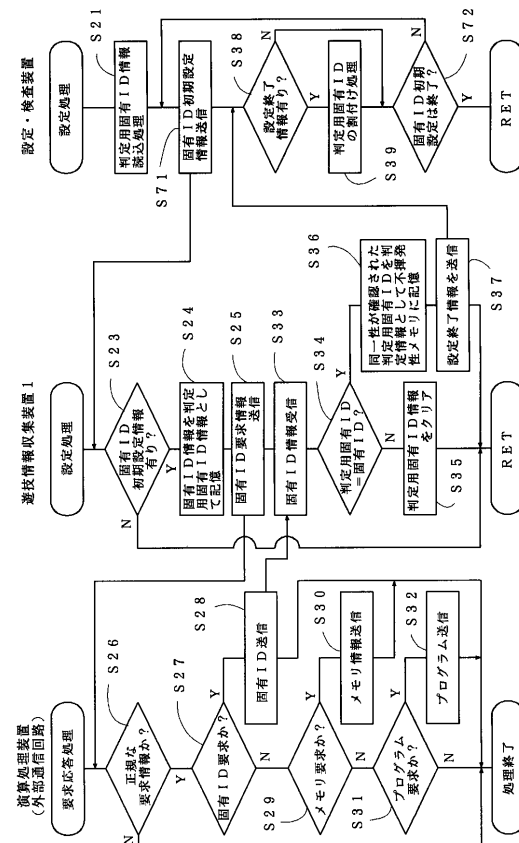 設定・検査装置
設定処理
S21
判定用固有ID情報
読込処理
S71
固有ID初期設定
情報送信
S38
設定終了
情報有り?
N
Y
判定用固有ID
の割付け処理
S39
固有ID初期
設定は終了?
S72
N
Y
RET
遊技情報収集装置1
設定処理
S23
固有ID
初期設定情報
有り?
N
Y
S24
固有ID情報を判定
用固有ID情報とし
て記憶
S25
固有ID要求情報
送信
S33
固有ID情報受信
S34
判定用固有ID
=固有ID?
Y
N
S36
同一性が確認された
判定用固有IDを判
定情報として不揮発
性メモリに記憶
S37
設定終了情報を送信
判定用固有ID情報
をクリア
S35
RET
演算処理装置
(外部通信回路)
要求応答処理
S26
正規な
要求情報か?
N
Y
S27
固有ID要求か?
Y
N
S28
固有ID送信
S29
メモリ要求か?
Y
N
S30
メモリ情報送信
S31
プログラム
要求か?
Y
N
S32
プログラム送信
処理終了